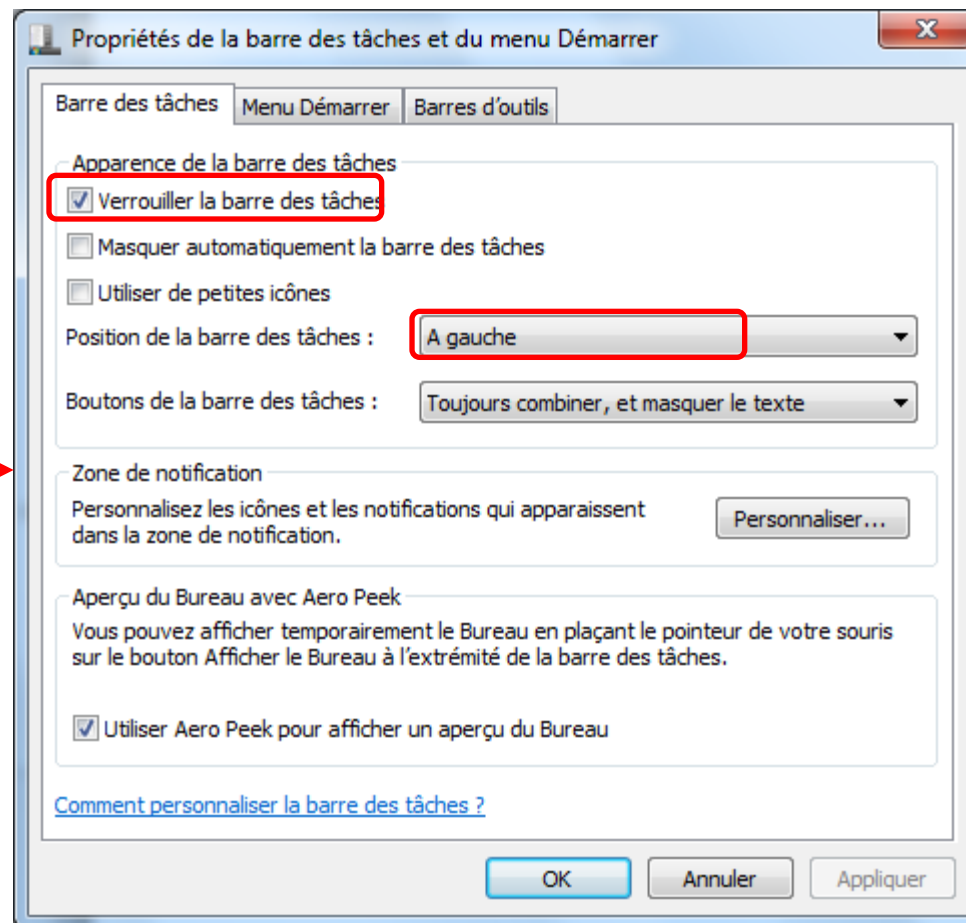 Propriétés de la barre des tâches et du menu Démarrer
Barre des tâches Menu Démarrer Barres d'outils
Apparence de la barre des tâches
Verrouiller la barre des tâches
Masquer automatiquement la barre des tâches
Utiliser de petites icônes
Position de la barre des tâches : A gauche
Boutons de la barre des tâches : Toujours combiner, et masquer le texte
Zone de notification
Personnalisez les icônes et les notifications qui apparaissent
dans la zone de notification.
Personnaliser...
Aperçu du Bureau avec Aero Peek
Vous pouvez afficher temporairement le Bureau en plaçant le pointeur de votre souris
sur le bouton Afficher le Bureau à l'extrémité de la barre des tâches.
Utiliser Aero Peek pour afficher un aperçu du Bureau
Comment personnaliser la barre des tâches ?
OK Annuler Appliquer